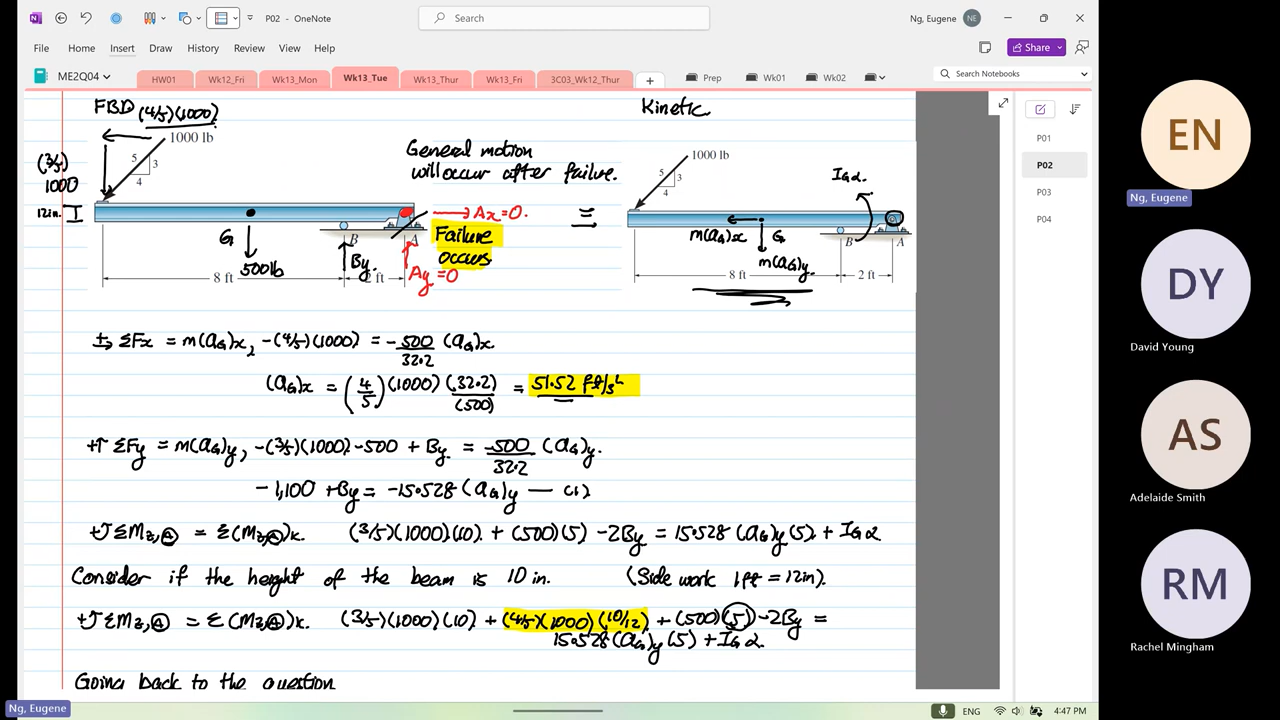 P02 - OneNote
Search
Ng, Eugene NE
File Home Insert Draw History Review View Help
Share
ME2Q04
HW01 Wk12_Fri Wk13_Mon Wk13_Tue Wk13_Thur Wk13_Fri 3C03_Wk12_Thur
Prep Wk01 Wk02
Search Notebooks
P01
P02
P03
P04
FBD (4/5)(1000)
Kinetic
1000 lb
5 3
4
(3/5)
1000
12in.
General motion
will occur after failure.
Ax=0.
Failure
occurs
Ay=0
G
500lb
By.
B
A
8 ft
2 ft
=
1000 lb
5 3
4
IGα.
m(aG)x
G
m(aG)y.
B
A
8 ft
2 ft
+→ ΣFx = m(aG)x, -(4/5)(1000) = -500/32.2 (aG)x
(aG)x = (4/5)(1000)(32.2)/(500) = 51.52 ft/s²
+↑ ΣFy = m(aG)y, -(3/5)(1000)-500 + By = -500/32.2 (aG)y.
-1,100 + By = -15.528 (aG)y — (1)
+↺ ΣMz,A = Σ(Mz,A)k. (3/5)(1000)(10) + (500)(5) -2By = 15.528 (aG)y(5) + IGα
Consider if the height of the beam is 10 in. (Side work 1ft = 12in).
+↺ ΣMz,A = Σ(Mz,A)k. (3/5)(1000)(10) + (4/5)(1000)(10/12) + (500)(5) -2By =
15.528(aG)y(5) + IGα
Going back to the question
EN
Ng, Eugene
DY
David Young
AS
Adelaide Smith
RM
Rachel Mingham
Ng, Eugene
ENG
4:47 PM